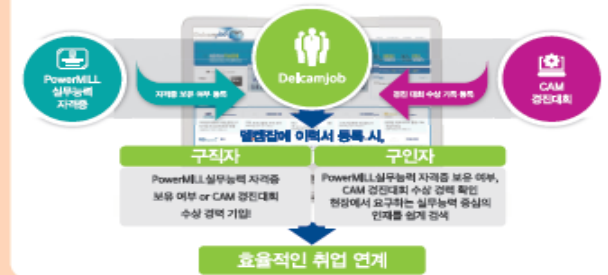 PowerMILL
실무능력
자격증
자격증 보유 여부 등록
Delcamjob
경진 대회 수상 기록 등록
CAM
경진대회
델캠잡에 이력서 등록 시,
구직자
PowerMILL실무능력 자격증
보유 여부 or CAM 경진대회
수상 경력 기입!
구인자
PowerMILL실무능력 자격증 보유 여부,
CAM 경진대회 수상 경력 확인
현장에서 요구하는 실무능력 중심의
인재를 쉽게 검색
효율적인 취업 연계